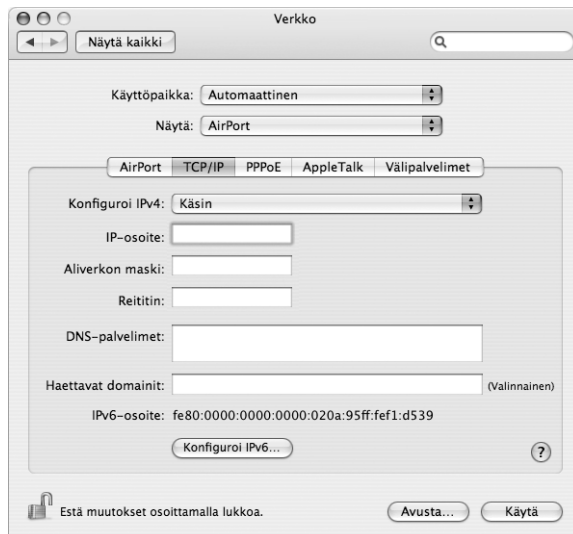 Verkko
Näytä kaikki
Käyttöpaikka: Automaattinen
Näytä: AirPort
AirPort TCP/IP PPPoE AppleTalk Välipalvelimet
Konfiguroi IPv4: Käsin
IP-osoite:
Aliverkon maski:
Reititin:
DNS-palvelimet:
Haettavat domainit: (Valinnainen)
IPv6-osoite: fe80:0000:0000:0000:020a:95ff:fef1:d539
Konfiguroi IPv6... ?
Estä muutokset osoittamalla lukkoa. Avusta... Käytä